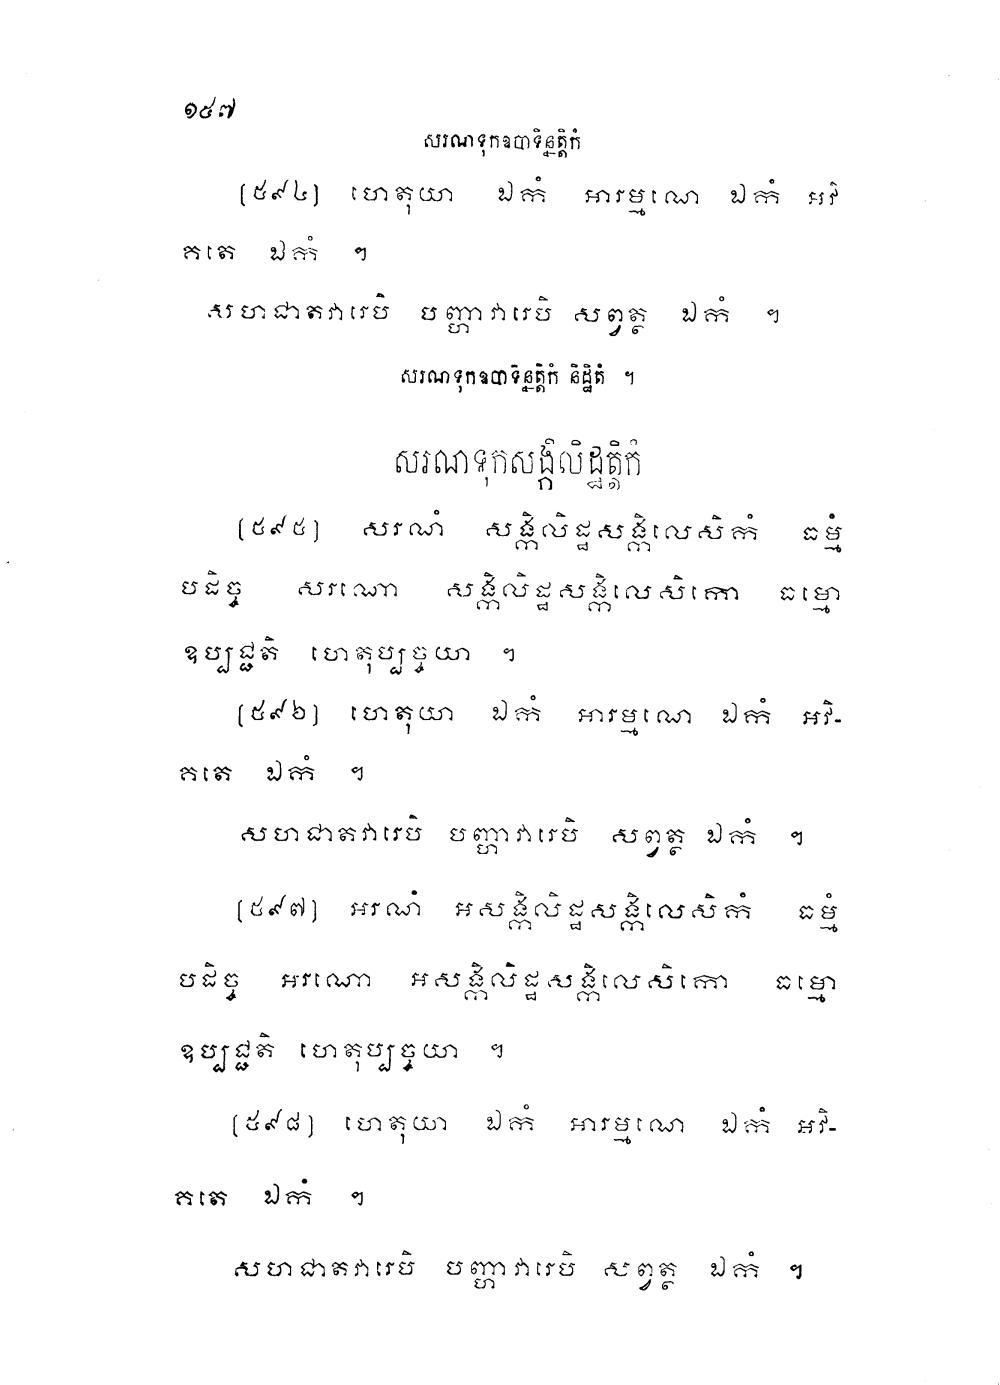 ១៤៧
សរណទុកឧបាទិន្នត្តិកំ
[៥៩៤] ហេតុយា ឯកំ អារម្មណេ ឯកំ អវិ
គតេ ឯកំ ។
សហជាតវារេបិ បញ្ហាវារេបិ សព្វត្ថ ឯកំ ។
សរណទុកឧបាទិន្នត្តិកំ និដ្ឋិតំ ។
សរណទុកសង្កិលិដ្ឋត្តិកំ
[៥៩៥] សរណំ សង្កិលិដ្ឋសង្កិលេសិកំ ធម្មំ
បដិច្ច សរណោ សង្កិលិដ្ឋសង្កិលេសិកោ ធម្មោ
ឧប្បជ្ជតិ ហេតុប្បច្ចយា ។
[៥៩៦] ហេតុយា ឯកំ អារម្មណេ ឯកំ អវិ-
គតេ ឯកំ ។
សហជាតវារេបិ បញ្ហាវារេបិ សព្វត្ថ ឯកំ ។
[៥៩៧] អរណំ អសង្កិលិដ្ឋសង្កិលេសិកំ ធម្មំ
បដិច្ច អរណោ អសង្កិលិដ្ឋសង្កិលេសិកោ ធម្មោ
ឧប្បជ្ជតិ ហេតុប្បច្ចយា ។
[៥៩៨] ហេតុយា ឯកំ អារម្មណេ ឯកំ អវិ-
គតេ ឯកំ ។
សហជាតវារេបិ បញ្ហាវារេបិ សព្វត្ថ ឯកំ ។